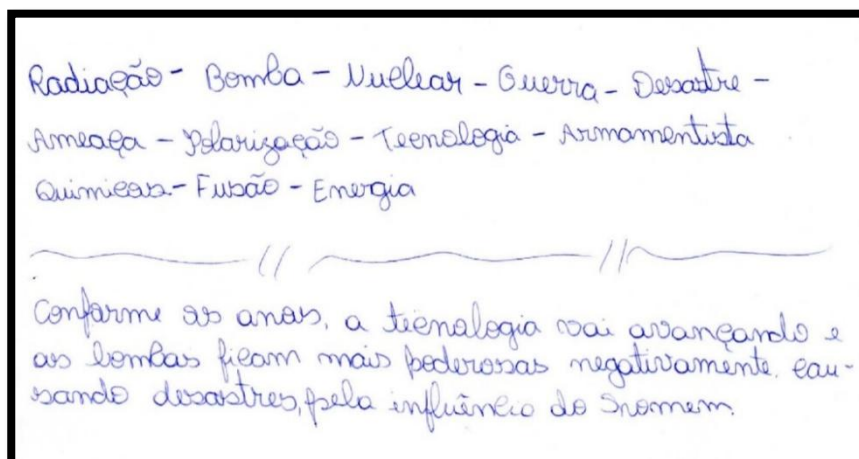 Radiação - Bomba - Nuclear - Guerra - Desastre -
Ameaça - Polarização - Tecnologia - Armamentista
Químicas - Fusão - Energia
Conforme os anos, a tecnologia vai avançando e
as bombas ficam mais poderosas negativamente, cau-
sando desastres, pela influência do homem.